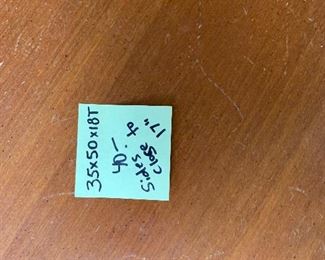 35x50x18T
40-
Sides
close to
17"